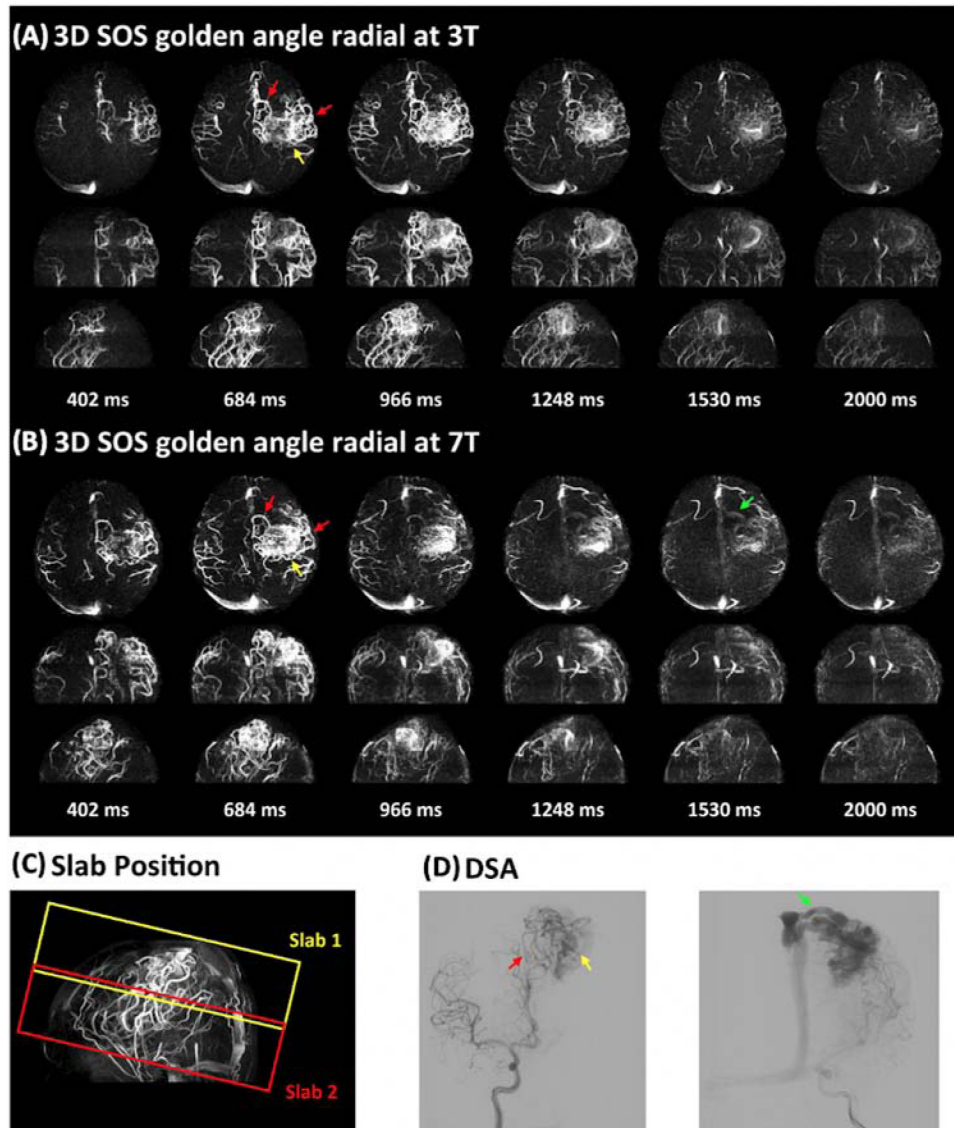 (A) 3D SOS golden angle radial at 3T
402 ms 684 ms 966 ms 1248 ms 1530 ms 2000 ms
(B) 3D SOS golden angle radial at 7T
402 ms 684 ms 966 ms 1248 ms 1530 ms 2000 ms
(C) Slab Position
(D) DSA
Slab 1
Slab 2